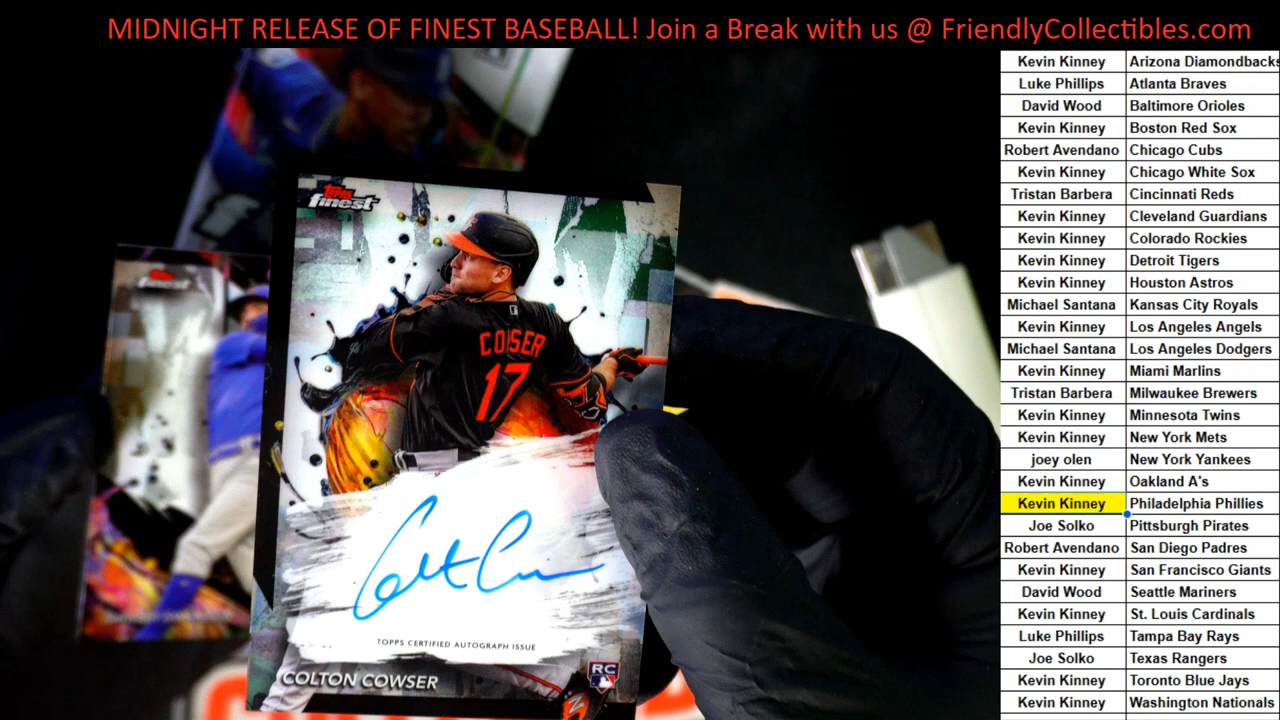 MIDNIGHT RELEASE OF FINEST BASEBALL! Join a Break with us @ FriendlyCollectibles.com
Topps
finest
COWSER
17
Colt Cow
TOPPS CERTIFIED AUTOGRAPH ISSUE
COLTON COWSER
RC
Kevin Kinney Arizona Diamondbacks
Luke Phillips Atlanta Braves
David Wood Baltimore Orioles
Kevin Kinney Boston Red Sox
Robert Avendano Chicago Cubs
Kevin Kinney Chicago White Sox
Tristan Barbera Cincinnati Reds
Kevin Kinney Cleveland Guardians
Kevin Kinney Colorado Rockies
Kevin Kinney Detroit Tigers
Kevin Kinney Houston Astros
Michael Santana Kansas City Royals
Kevin Kinney Los Angeles Angels
Michael Santana Los Angeles Dodgers
Kevin Kinney Miami Marlins
Tristan Barbera Milwaukee Brewers
Kevin Kinney Minnesota Twins
Kevin Kinney New York Mets
joey olen New York Yankees
Kevin Kinney Oakland A's
Kevin Kinney Philadelphia Phillies
Joe Solko Pittsburgh Pirates
Robert Avendano San Diego Padres
Kevin Kinney San Francisco Giants
David Wood Seattle Mariners
Kevin Kinney St. Louis Cardinals
Luke Phillips Tampa Bay Rays
Joe Solko Texas Rangers
Kevin Kinney Toronto Blue Jays
Kevin Kinney Washington Nationals